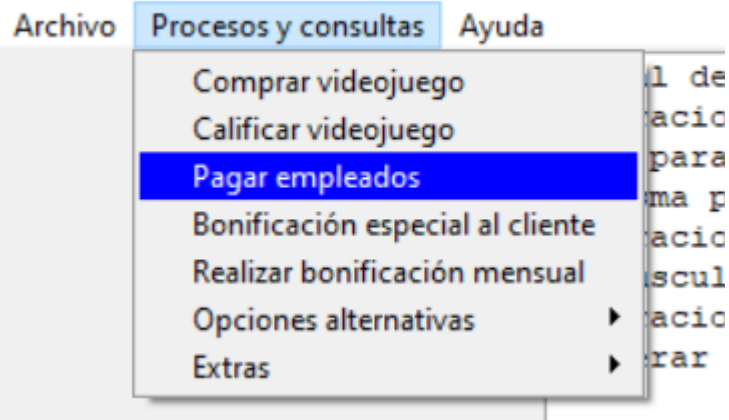 Archivo Procesos y consultas Ayuda
Comprar videojuego
Calificar videojuego
Pagar empleados
para
Bonificación especial al cliente
Realizar bonificación mensual
Opciones alternativas
Extras